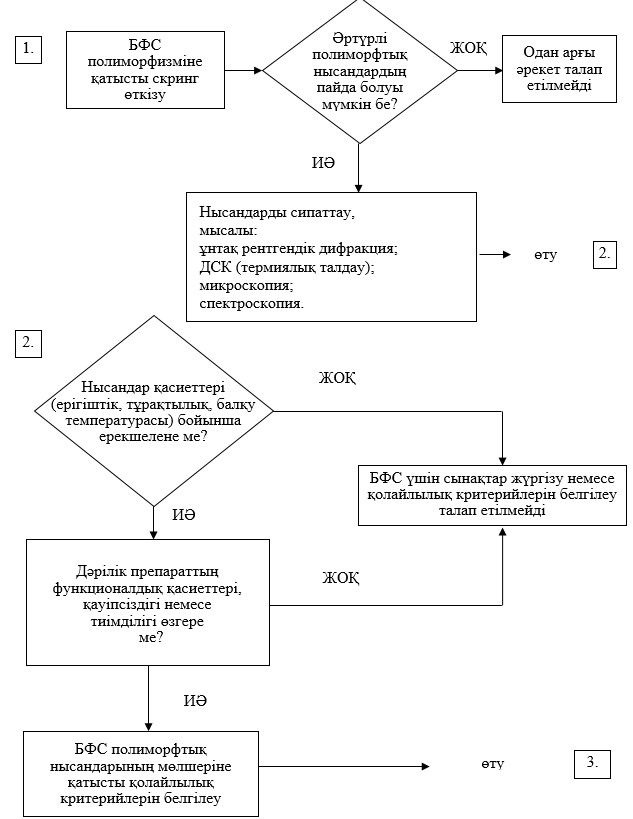 1.
БФС
полиморфизміне
қатысты скринг
өткізу
Әртүрлі
полиморфтық
нысандардың
пайда болуы
мүмкін бе?
ЖОҚ
Одан арғы
әрекет талап
етілмейді
ИӘ
Нысандарды сипаттау,
мысалы:
ұнтақ рентгендік дифракция;
ДСК (термиялық талдау);
микроскопия;
спектроскопия.
өту
2.
2.
Нысандар қасиеттері
(ерігіштік, тұрақтылық, балқу
температурасы) бойынша
ерекшелене ме?
ЖОҚ
БФС үшін сынақтар жүргізу немесе
қолайлылық критерийлерін белгілеу
талап етілмейді
ИӘ
Дәрілік препараттың
функционалдық қасиеттері,
қауіпсіздігі немесе
тиімділігі өзгере
ме?
ЖОҚ
ИӘ
БФС полиморфтық
нысандарының мөлшеріне
қатысты қолайлылық
критерийлерін белгілеу
өту
3.